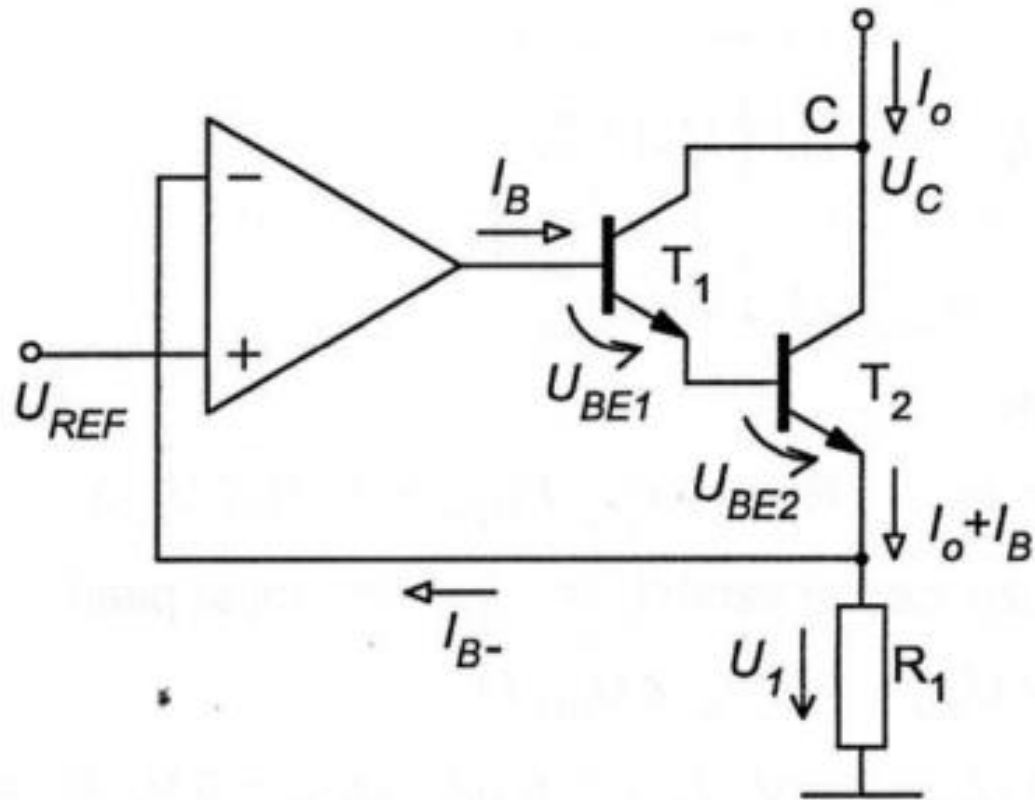 C
I_o
U_C
I_B
−
T_1
+
U_REF
U_BE1
T_2
U_BE2
I_o+I_B
I_B-
U_1
R_1